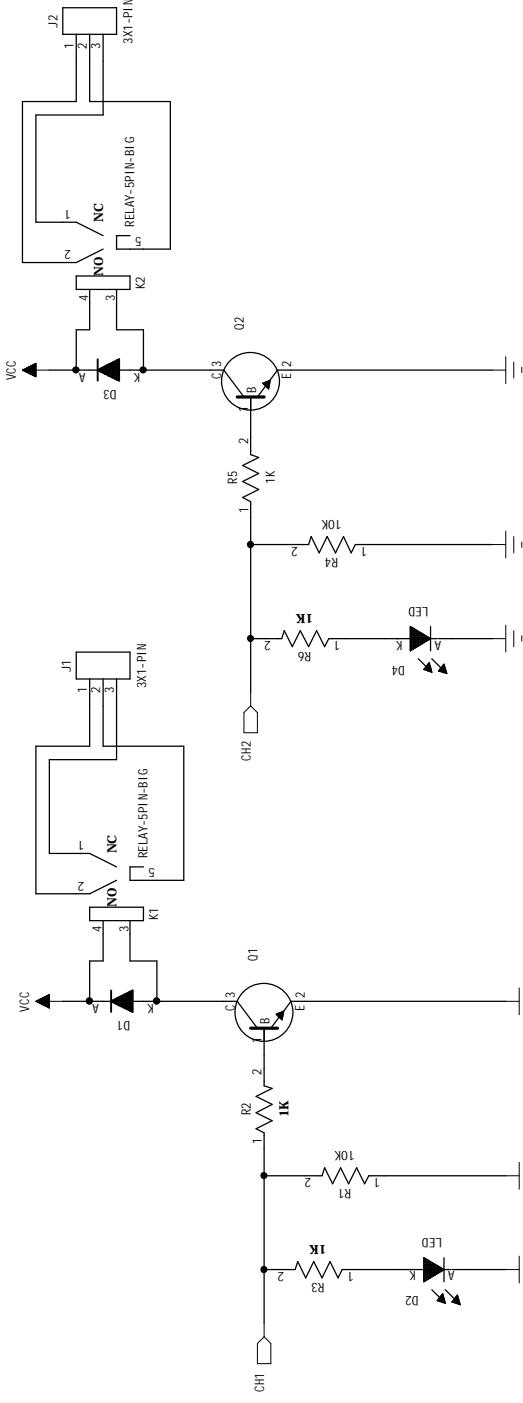 VCC
A
K
D3
4
3
K2
NO
NC
2
1
5
RELAY-5PIN-BIG
J2
1
2
3
3X1-PIN
Q2
C 3
B
1
E 2
R5
1K
1
2
R4
10K
2
1
R6
1K
2
1
D4
LED
K
A
CH2
VCC
A
K
D1
4
3
K1
NO
NC
2
1
5
RELAY-5PIN-BIG
J1
1
2
3
3X1-PIN
Q1
C 3
B
1
E 2
R2
1K
1
2
R1
10K
2
1
R3
1K
2
1
D2
LED
K
A
CH1